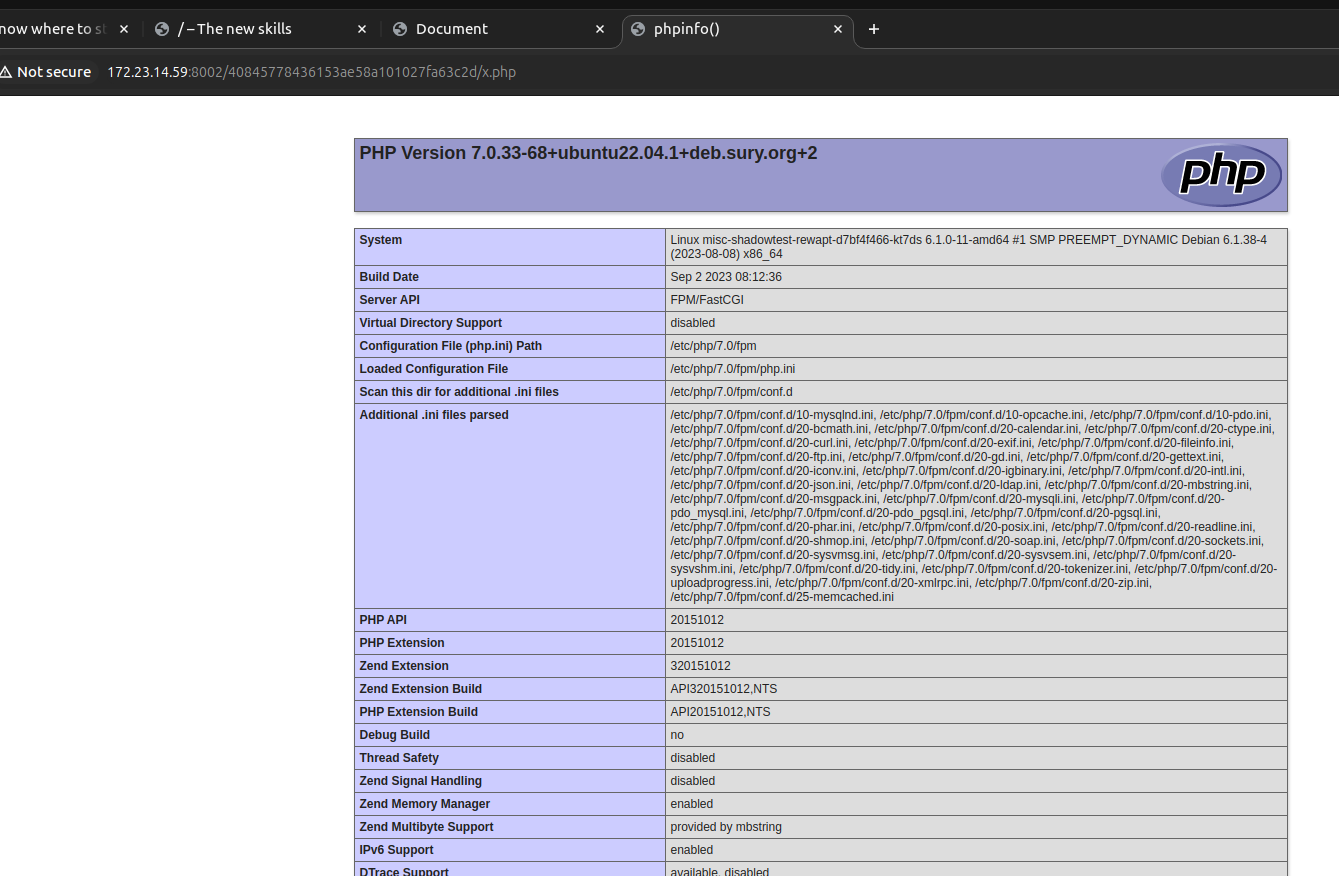 now where to st
/ – The new skills
Document
phpinfo()
Not secure 172.23.14.59:8002/40845778436153ae58a101027fa63c2d/x.php
PHP Version 7.0.33-68+ubuntu22.04.1+deb.sury.org+2
php
System
Linux misc-shadowtest-rewapt-d7bf4f466-kt7ds 6.1.0-11-amd64 #1 SMP PREEMPT_DYNAMIC Debian 6.1.38-4
(2023-08-08) x86_64
Build Date
Sep 2 2023 08:12:36
Server API
FPM/FastCGI
Virtual Directory Support
disabled
Configuration File (php.ini) Path
/etc/php/7.0/fpm
Loaded Configuration File
/etc/php/7.0/fpm/php.ini
Scan this dir for additional .ini files
/etc/php/7.0/fpm/conf.d
Additional .ini files parsed
/etc/php/7.0/fpm/conf.d/10-mysqlnd.ini, /etc/php/7.0/fpm/conf.d/10-opcache.ini, /etc/php/7.0/fpm/conf.d/10-pdo.ini,
/etc/php/7.0/fpm/conf.d/20-bcmath.ini, /etc/php/7.0/fpm/conf.d/20-calendar.ini, /etc/php/7.0/fpm/conf.d/20-ctype.ini,
/etc/php/7.0/fpm/conf.d/20-curl.ini, /etc/php/7.0/fpm/conf.d/20-exif.ini, /etc/php/7.0/fpm/conf.d/20-fileinfo.ini,
/etc/php/7.0/fpm/conf.d/20-ftp.ini, /etc/php/7.0/fpm/conf.d/20-gd.ini, /etc/php/7.0/fpm/conf.d/20-gettext.ini,
/etc/php/7.0/fpm/conf.d/20-iconv.ini, /etc/php/7.0/fpm/conf.d/20-igbinary.ini, /etc/php/7.0/fpm/conf.d/20-intl.ini,
/etc/php/7.0/fpm/conf.d/20-json.ini, /etc/php/7.0/fpm/conf.d/20-ldap.ini, /etc/php/7.0/fpm/conf.d/20-mbstring.ini,
/etc/php/7.0/fpm/conf.d/20-msgpack.ini, /etc/php/7.0/fpm/conf.d/20-mysqli.ini, /etc/php/7.0/fpm/conf.d/20-
pdo_mysql.ini, /etc/php/7.0/fpm/conf.d/20-pdo_pgsql.ini, /etc/php/7.0/fpm/conf.d/20-pgsql.ini,
/etc/php/7.0/fpm/conf.d/20-phar.ini, /etc/php/7.0/fpm/conf.d/20-posix.ini, /etc/php/7.0/fpm/conf.d/20-readline.ini,
/etc/php/7.0/fpm/conf.d/20-shmop.ini, /etc/php/7.0/fpm/conf.d/20-soap.ini, /etc/php/7.0/fpm/conf.d/20-sockets.ini,
/etc/php/7.0/fpm/conf.d/20-sysvmsg.ini, /etc/php/7.0/fpm/conf.d/20-sysvsem.ini, /etc/php/7.0/fpm/conf.d/20-
sysvshm.ini, /etc/php/7.0/fpm/conf.d/20-tidy.ini, /etc/php/7.0/fpm/conf.d/20-tokenizer.ini, /etc/php/7.0/fpm/conf.d/20-
uploadprogress.ini, /etc/php/7.0/fpm/conf.d/20-xmlrpc.ini, /etc/php/7.0/fpm/conf.d/20-zip.ini,
/etc/php/7.0/fpm/conf.d/25-memcached.ini
PHP API
20151012
PHP Extension
20151012
Zend Extension
320151012
Zend Extension Build
API320151012,NTS
PHP Extension Build
API20151012,NTS
Debug Build
no
Thread Safety
disabled
Zend Signal Handling
disabled
Zend Memory Manager
enabled
Zend Multibyte Support
provided by mbstring
IPv6 Support
enabled
DTrace Support
available, disabled